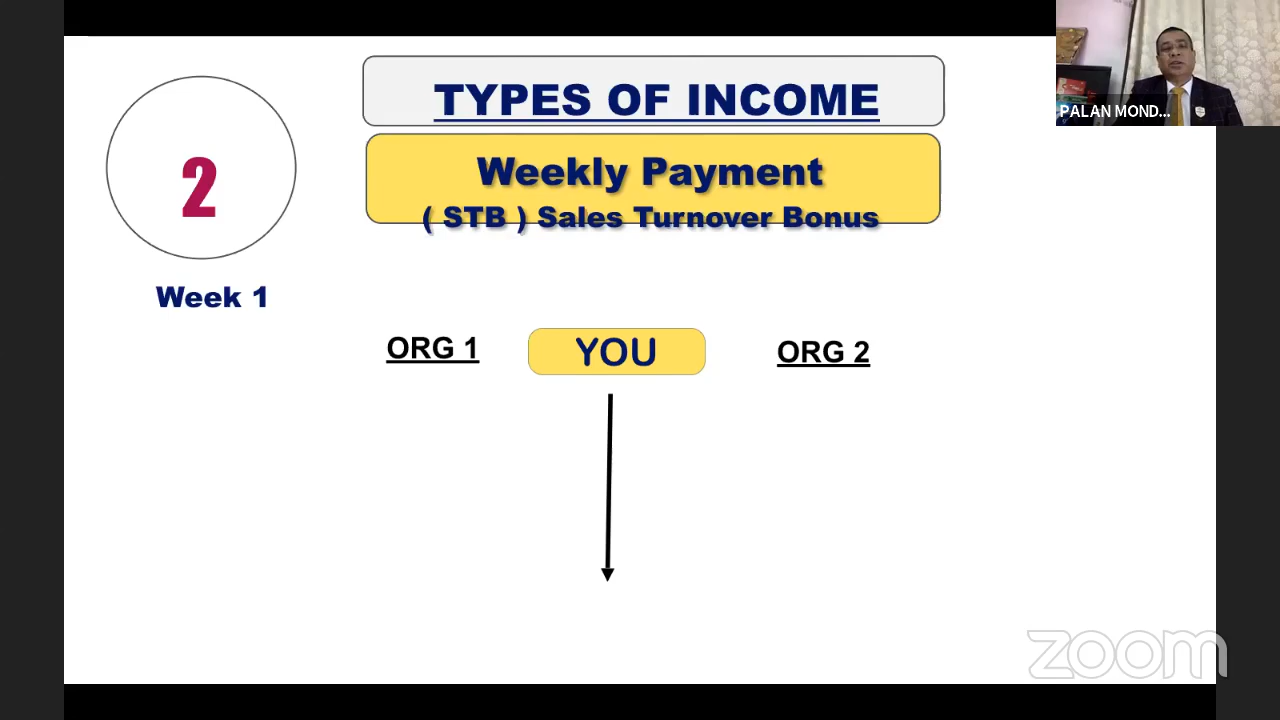 TYPES OF INCOME
Weekly Payment
( STB ) Sales Turnover Bonus
2
Week 1
ORG 1
YOU
ORG 2
PALAN MOND...
zoom